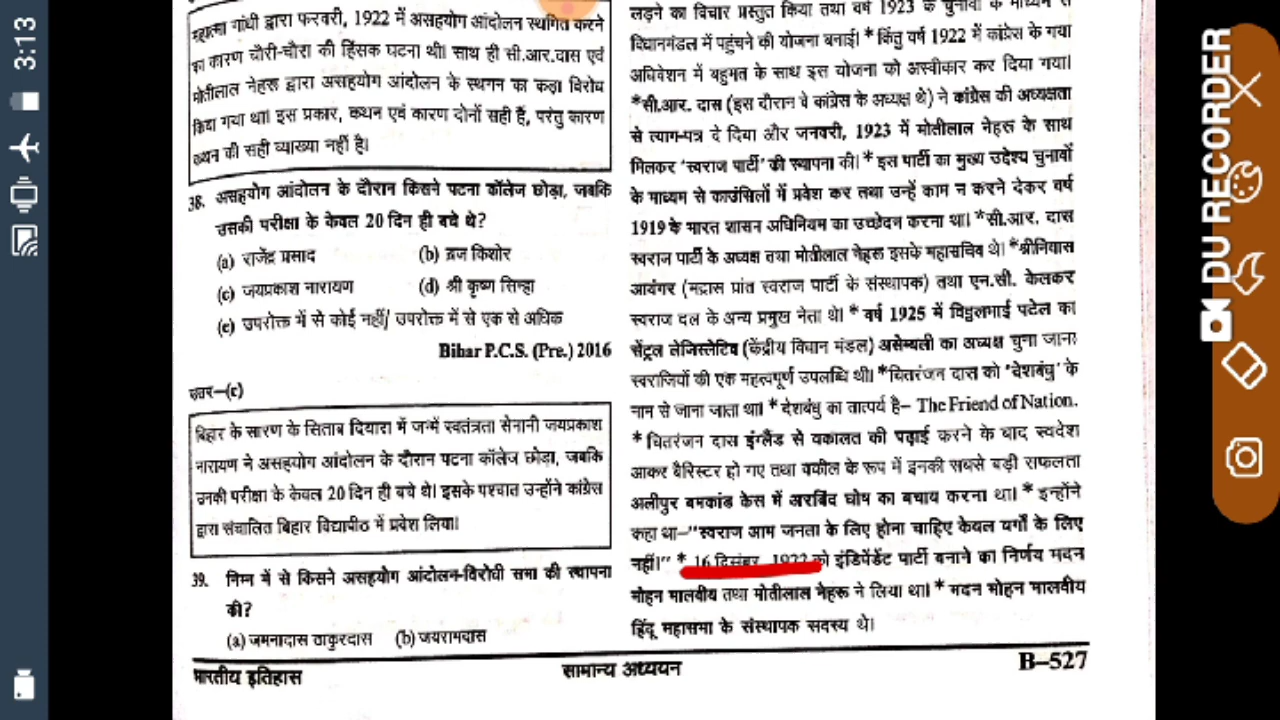 3:13
महात्मा गांधी द्वारा फरवरी, 1922 में असहयोग आंदोलन स्थगित करने
का कारण चौरी-चौरा की हिंसक घटना थी। साथ ही सी.आर.दास एवं
मोतीलाल नेहरू द्वारा असहयोग आंदोलन के स्थगन का कड़ा विरोध
किया गया था। इस प्रकार, कथन एवं कारण दोनों सही हैं, परंतु कारण
कथन की सही व्याख्या नहीं है।
38. असहयोग आंदोलन के दौरान किसने पटना कॉलेज छोड़ा, जबकि
उसकी परीक्षा के केवल 20 दिन ही बचे थे?
(a) राजेंद्र प्रसाद (b) ब्रज किशोर
(c) जयप्रकाश नारायण (d) श्री कृष्ण सिन्हा
(e) उपरोक्त में से कोई नहीं/ उपरोक्त में से एक से अधिक
Bihar P.C.S. (Pre.) 2016
उत्तर–(c)
बिहार के सारण के सिताब दियारा में जन्में स्वतंत्रता सेनानी जयप्रकाश
नारायण ने असहयोग आंदोलन के दौरान पटना कॉलेज छोड़ा, जबकि
उनकी परीक्षा के केवल 20 दिन ही बचे थे। इसके पश्चात उन्होंने कांग्रेस
द्वारा संचालित बिहार विद्यापीठ में प्रवेश लिया।
39. निम्न में से किसने असहयोग आंदोलन-विरोधी सभा की स्थापना
की?
(a) जमनादास ठाकुरदास (b) जयरामदास
लड़ने का विचार प्रस्तुत किया तथा वर्ष 1923 के चुनावों के माध्यम से
विधानमंडल में पहुंचने की योजना बनाई। * किंतु वर्ष 1922 में कांग्रेस के गया
अधिवेशन में बहुमत के साथ इस योजना को अस्वीकार कर दिया गया।
*सी.आर. दास (इस दौरान वे कांग्रेस के अध्यक्ष थे) ने कांग्रेस की अध्यक्षता
से त्याग-पत्र दे दिया और जनवरी, 1923 में मोतीलाल नेहरू के साथ
मिलकर 'स्वराज पार्टी' की स्थापना की। * इस पार्टी का मुख्य उद्देश्य चुनावों
के माध्यम से काउंसिलों में प्रवेश कर तथा उन्हें काम न करने देकर वर्ष
1919 के भारत शासन अधिनियम का उच्छेदन करना था। *सी.आर. दास
स्वराज पार्टी के अध्यक्ष तथा मोतीलाल नेहरू इसके महासचिव थे। *श्रीनिवास
आयंगर (मद्रास प्रांत स्वराज पार्टी के संस्थापक) तथा एन.सी. केलकर
स्वराज दल के अन्य प्रमुख नेता थे। * वर्ष 1925 में विट्ठलभाई पटेल का
सेंट्रल लेजिस्लेटिव (केंद्रीय विधान मंडल) असेम्बली का अध्यक्ष चुना जाना
स्वराजियों की एक महत्वपूर्ण उपलब्धि थी। *चितरंजन दास को 'देशबंधु' के
नाम से जाना जाता था। * देशबंधु का तात्पर्य है– The Friend of Nation.
* चितरंजन दास इंग्लैंड से वकालत की पढ़ाई करने के बाद स्वदेश
आकर बैरिस्टर हो गए तथा वकील के रूप में इनकी सबसे बड़ी सफलता
अलीपुर बमकांड केस में अरबिंद घोष का बचाव करना था। * इन्होंने
कहा था–"स्वराज आम जनता के लिए होना चाहिए केवल वर्गों के लिए
नहीं।" * 16 दिसंबर, 1922 को इंडिपेंडेंट पार्टी बनाने का निर्णय मदन
मोहन मालवीय तथा मोतीलाल नेहरू ने लिया था। * मदन मोहन मालवीय
हिंदू महासभा के संस्थापक सदस्य थे।
भारतीय इतिहास सामान्य अध्ययन B–527
DU RECORDER